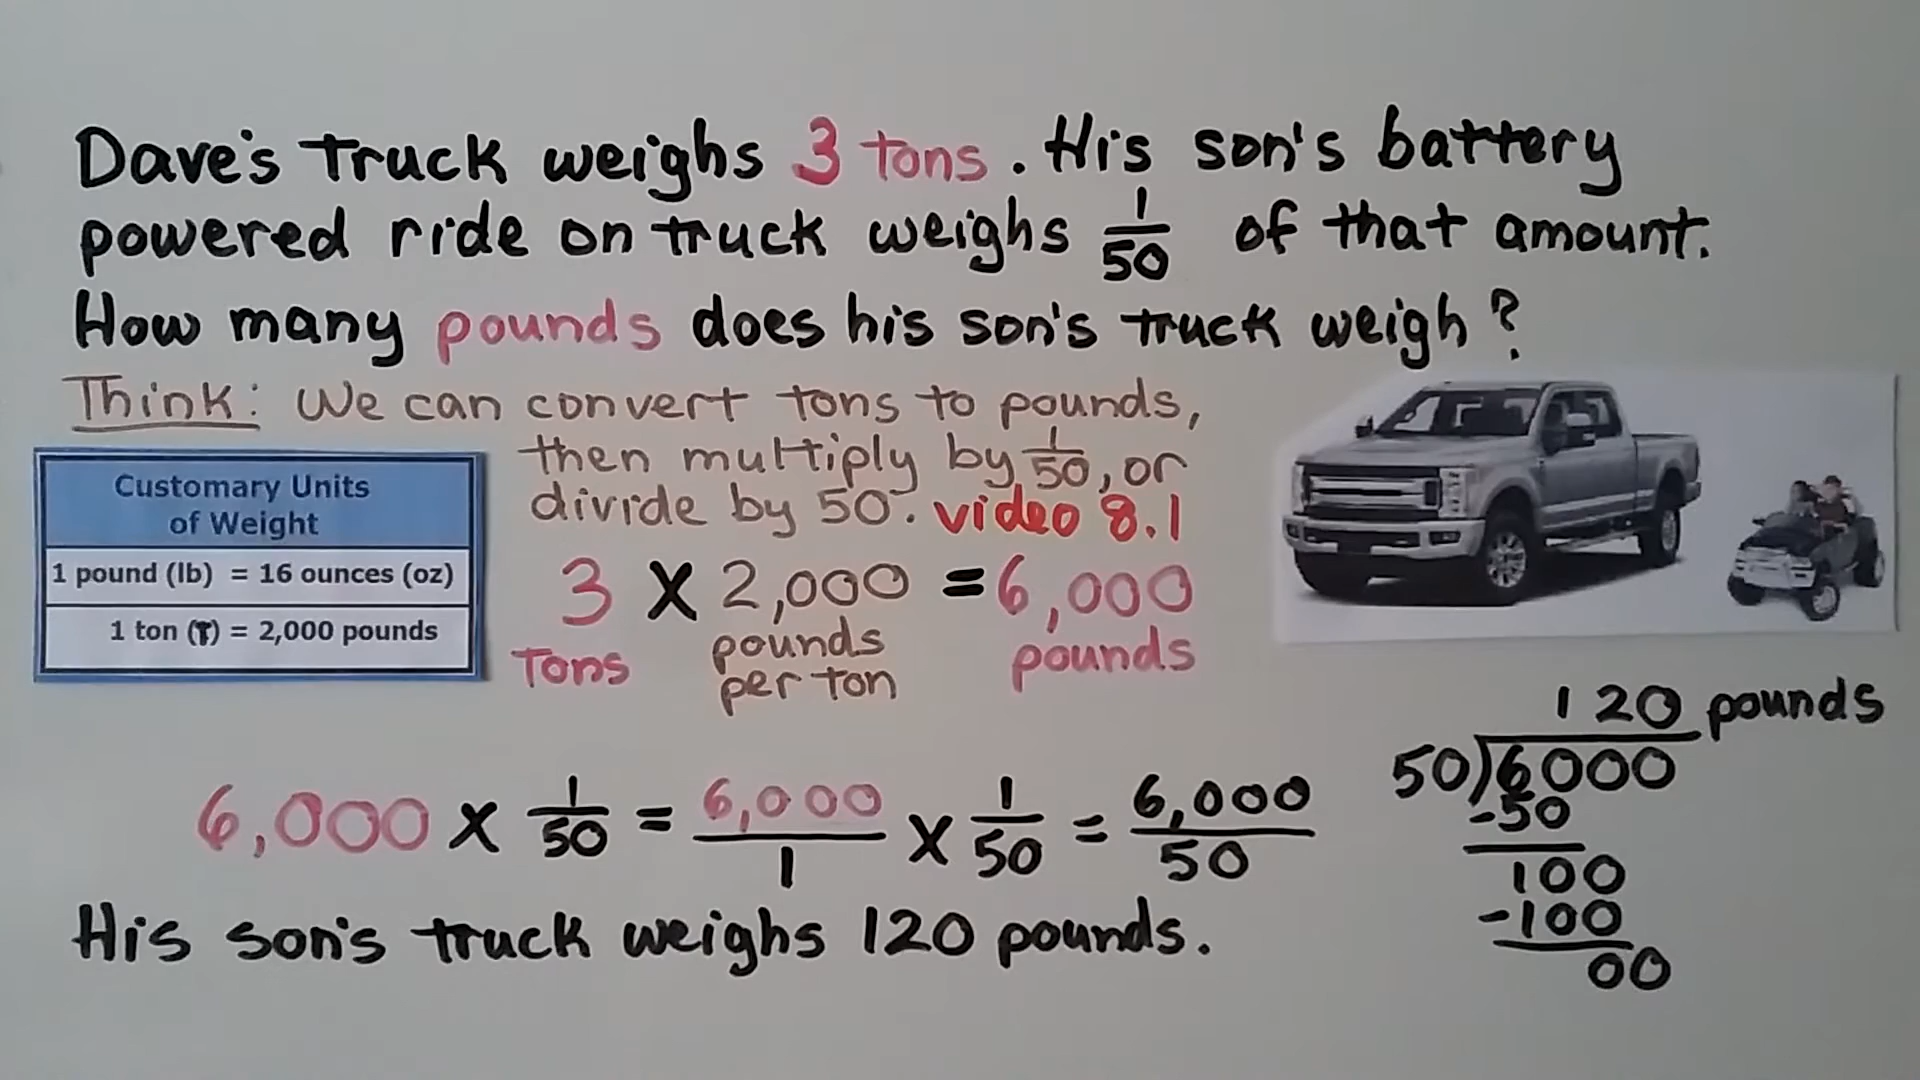 Dave's truck weighs 3 tons. His son's battery
powered ride on truck weighs 1/50 of that amount.
How many pounds does his son's truck weigh?
Think: We can convert tons to pounds,
then multiply by 1/50, or
divide by 50. video 8.1
Customary Units
of Weight
1 pound (lb) = 16 ounces (oz)
1 ton (T) = 2,000 pounds
3 × 2,000 = 6,000
Tons pounds per ton pounds
6,000 × 1/50 = 6,000/1 × 1/50 = 6,000/50
120 pounds
50)6000
-50
100
-100
00
His son's truck weighs 120 pounds.